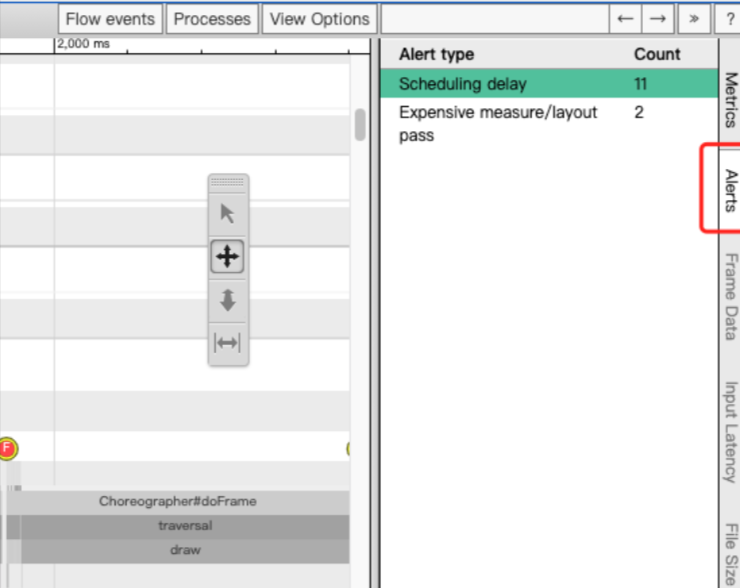 Flow events
Processes
View Options
←
→
»
?
2,000 ms
Alert type Count
Scheduling delay 11
Expensive measure/layout 2
pass
Metrics
Alerts
Frame Data
Input Latency
File Size
F
Choreographer#doFrame
traversal
draw